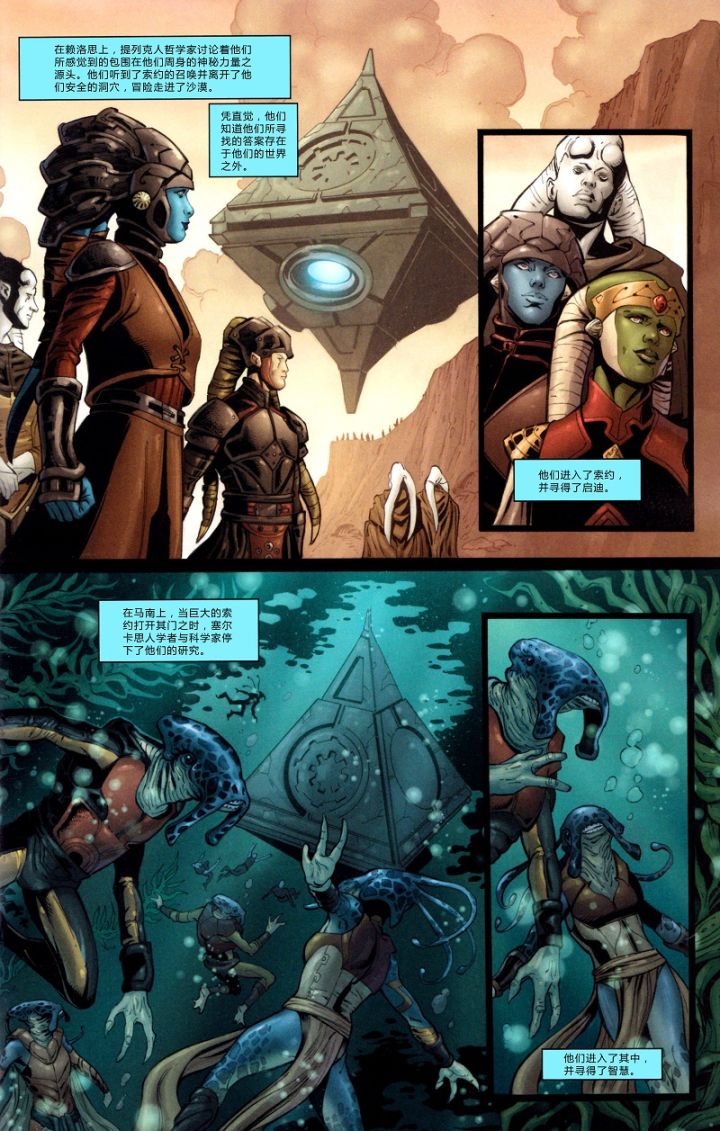 在赖洛思上，提列克人哲学家讨论着他们
所感觉到的包围在他们周身的神秘力量之
源头。他们听到了索约的召唤并离开了他
们安全的洞穴，冒险走进了沙漠。
凭直觉，他们
知道他们所寻
找的答案存在
于他们的世界
之外。
他们进入了索约，
并寻得了启迪。
在马南上，当巨大的索
约打开其门之时，塞尔
卡思人学者与科学家停
下了他们的研究。
他们进入了其中，
并寻得了智慧。